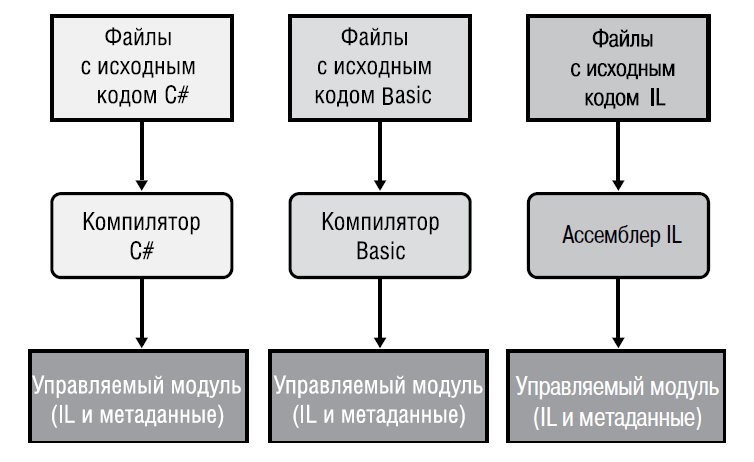 Файлы
с исходным
кодом C#
Файлы
с исходным
кодом Basic
Файлы
с исходным
кодом IL
Компилятор
C#
Компилятор
Basic
Ассемблер IL
Управляемый модуль
(IL и метаданные)
Управляемый модуль
(IL и метаданные)
Управляемый модуль
(IL и метаданные)